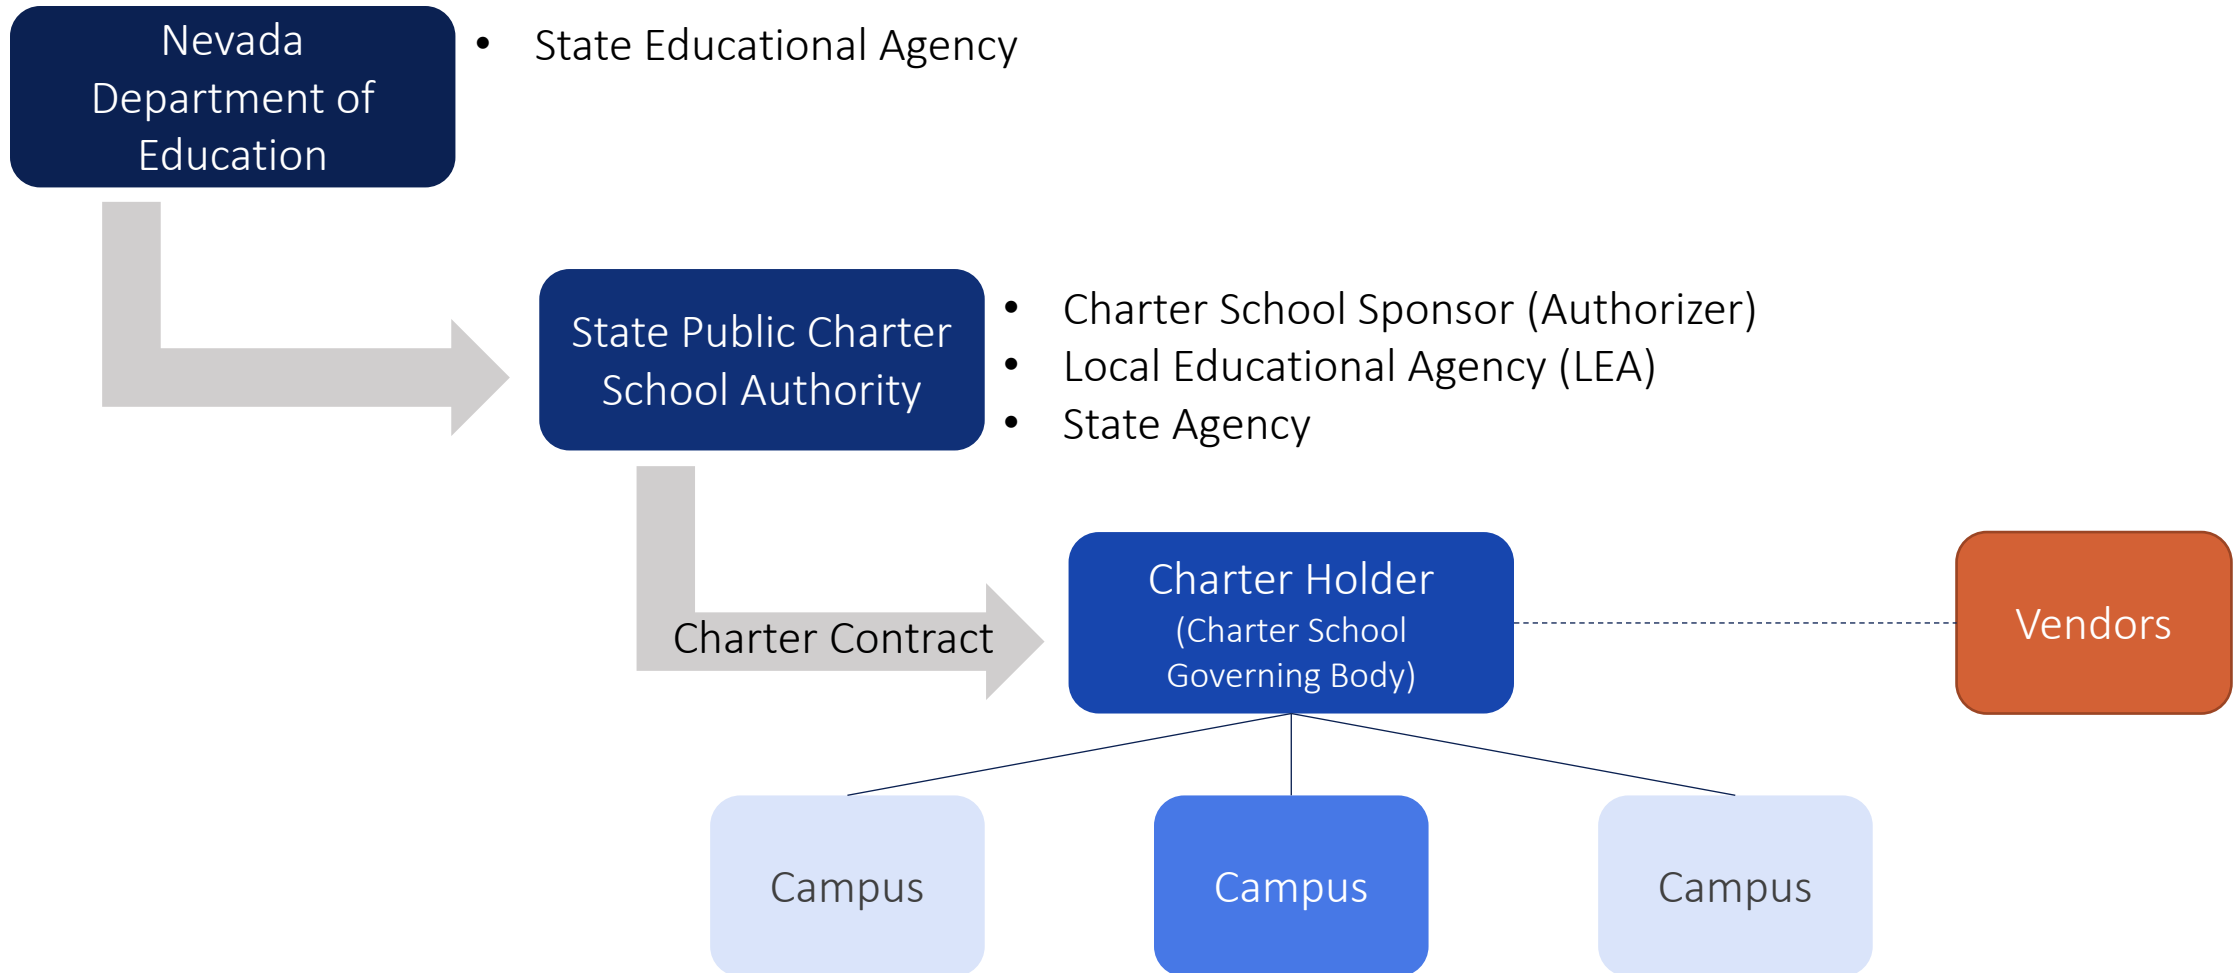 Nevada
Department of
Education
• State Educational Agency
State Public Charter
School Authority
• Charter School Sponsor (Authorizer)
• Local Educational Agency (LEA)
• State Agency
Charter Contract
Charter Holder
(Charter School
Governing Body)
Vendors
Campus
Campus
Campus